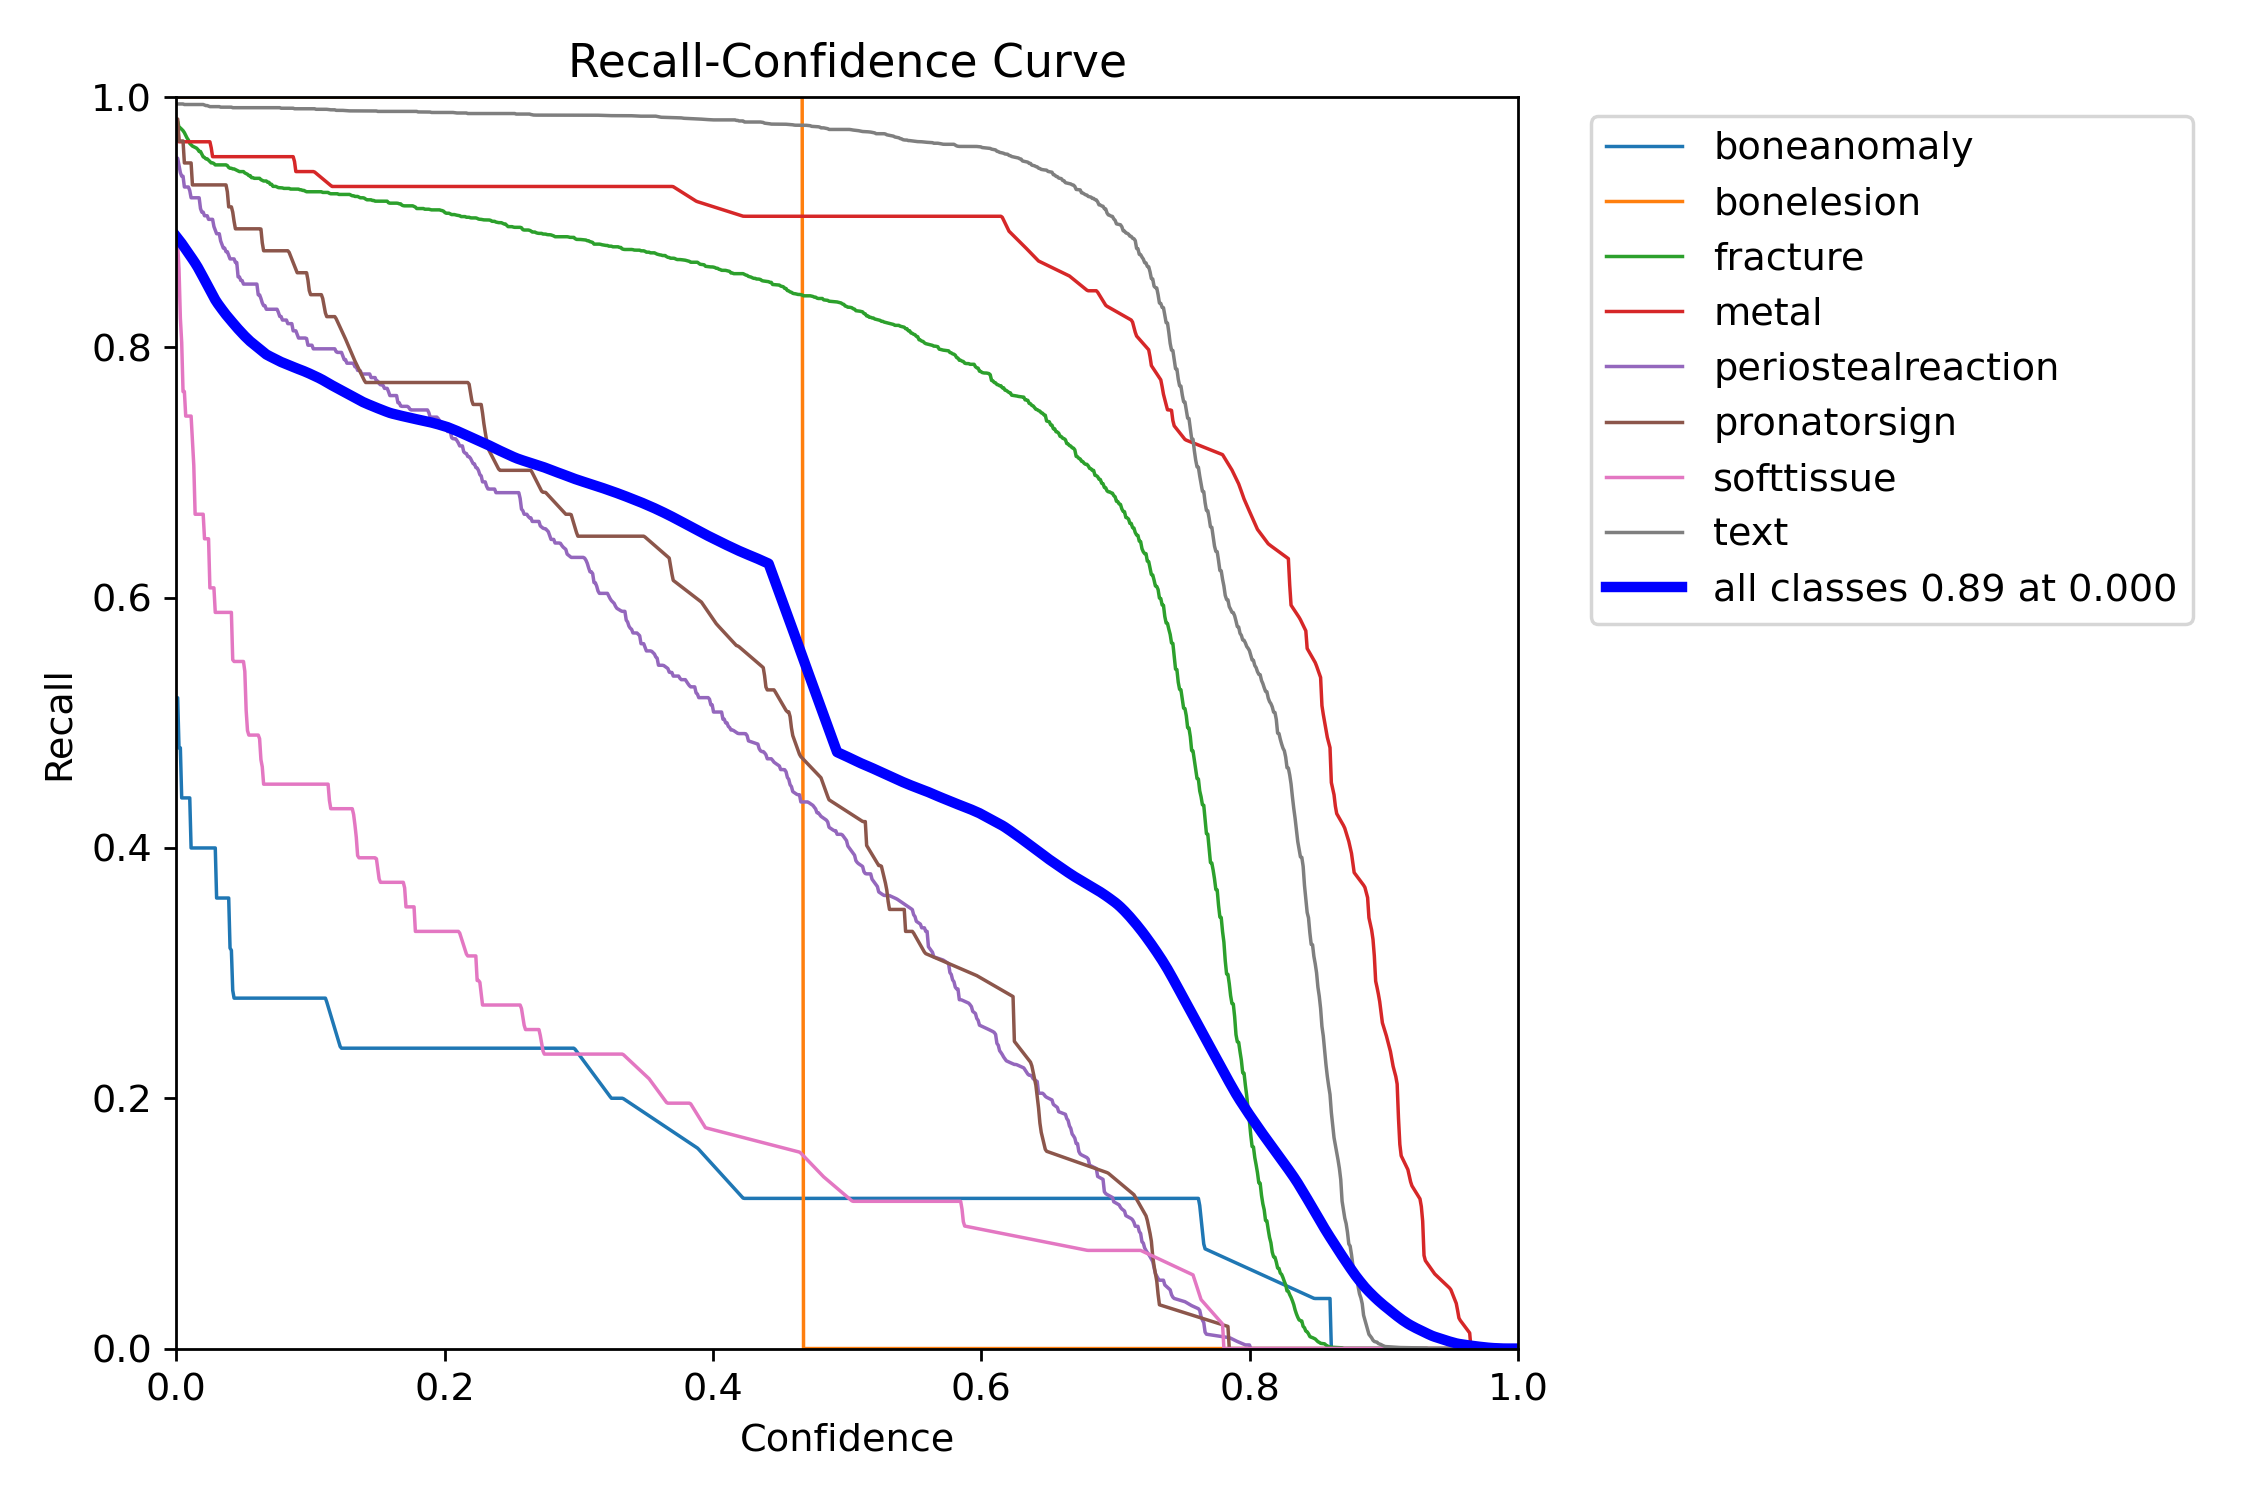 Recall-Confidence Curve
1.0
0.8
0.6
0.4
0.2
0.0
Recall
0.0 0.2 0.4 0.6 0.8 1.0
Confidence
boneanomaly
bonelesion
fracture
metal
periostealreaction
pronatorsign
softtissue
text
all classes 0.89 at 0.000